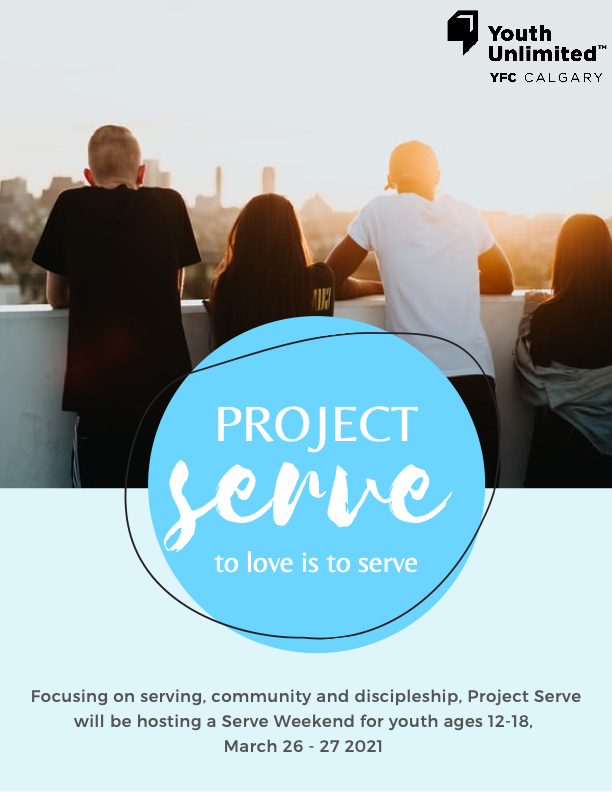 Youth
Unlimited™
YFC CALGARY
PROJECT
serve
to love is to serve
Focusing on serving, community and discipleship, Project Serve
will be hosting a Serve Weekend for youth ages 12-18,
March 26 - 27 2021